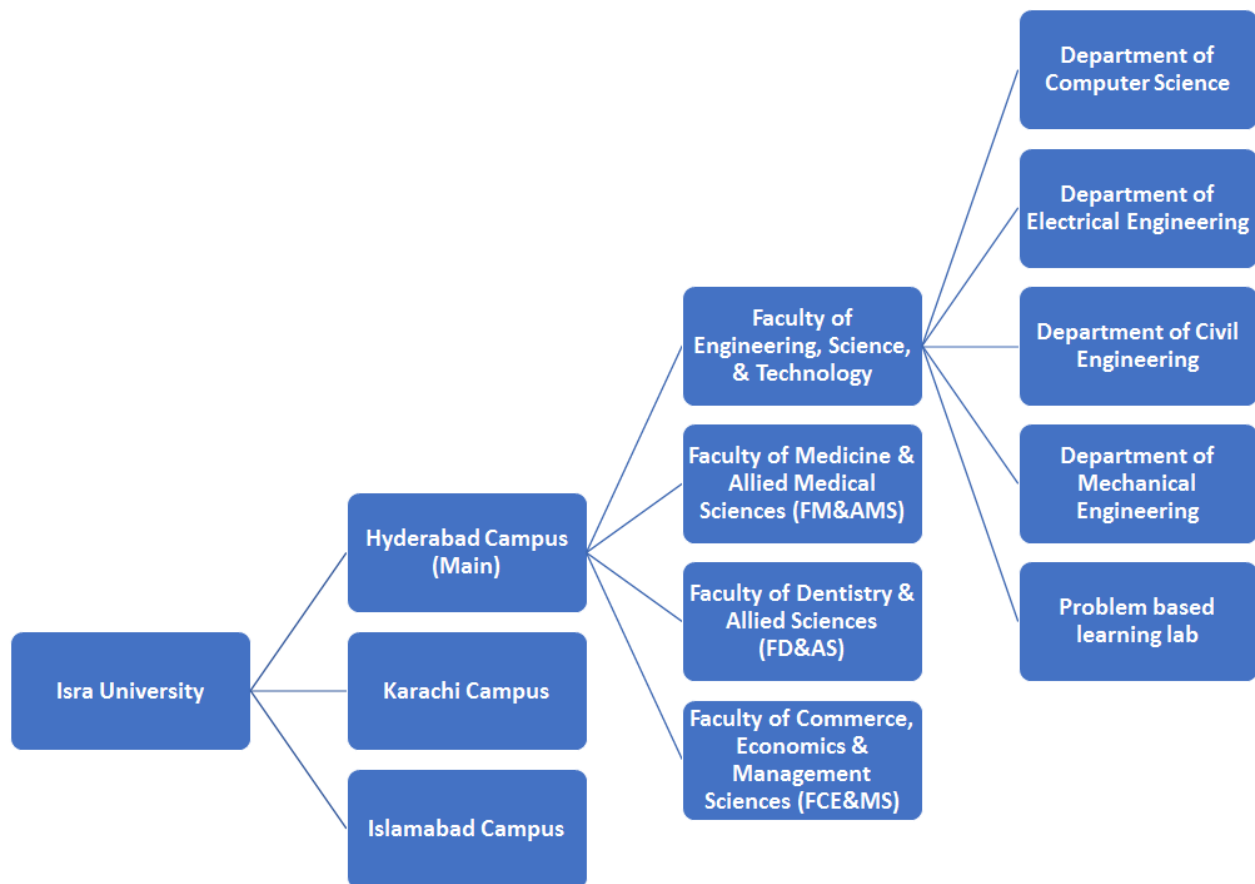 Isra University
Hyderabad Campus
(Main)
Karachi Campus
Islamabad Campus
Faculty of
Engineering, Science,
& Technology
Faculty of Medicine &
Allied Medical
Sciences (FM&AMS)
Faculty of Dentistry &
Allied Sciences
(FD&AS)
Faculty of Commerce,
Economics &
Management
Sciences (FCE&MS)
Department of
Computer Science
Department of
Electrical Engineering
Department of Civil
Engineering
Department of
Mechanical
Engineering
Problem based
learning lab